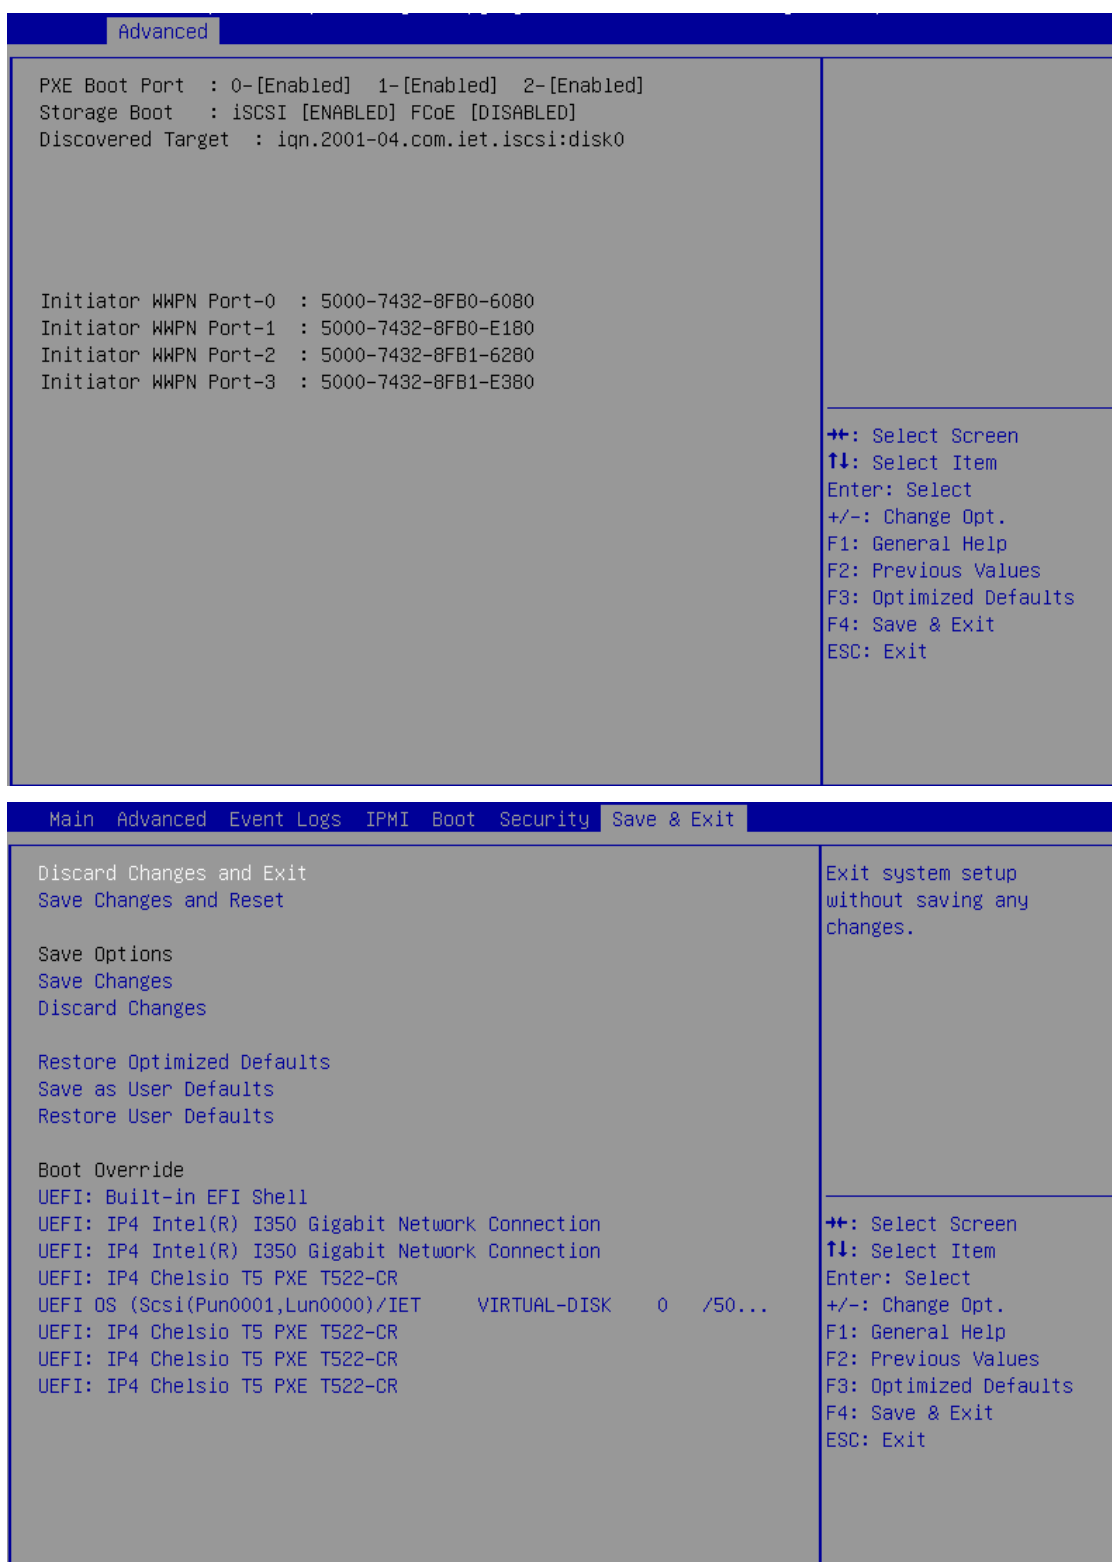 Advanced
PXE Boot Port : 0-[Enabled] 1-[Enabled] 2-[Enabled]
Storage Boot : iSCSI [ENABLED] FCoE [DISABLED]
Discovered Target : iqn.2001-04.com.iet.iscsi:disk0
Initiator WWPN Port-0 : 5000-7432-8FB0-6080
Initiator WWPN Port-1 : 5000-7432-8FB0-E180
Initiator WWPN Port-2 : 5000-7432-8FB1-6280
Initiator WWPN Port-3 : 5000-7432-8FB1-E380
→←: Select Screen
↑↓: Select Item
Enter: Select
+/-: Change Opt.
F1: General Help
F2: Previous Values
F3: Optimized Defaults
F4: Save & Exit
ESC: Exit
Main Advanced Event Logs IPMI Boot Security Save & Exit
Discard Changes and Exit
Save Changes and Reset
Save Options
Save Changes
Discard Changes
Restore Optimized Defaults
Save as User Defaults
Restore User Defaults
Boot Override
UEFI: Built-in EFI Shell
UEFI: IP4 Intel(R) I350 Gigabit Network Connection
UEFI: IP4 Intel(R) I350 Gigabit Network Connection
UEFI: IP4 Chelsio T5 PXE T522-CR
UEFI OS (Scsi(Pun0001,Lun0000)/IET VIRTUAL-DISK 0 /50...
UEFI: IP4 Chelsio T5 PXE T522-CR
UEFI: IP4 Chelsio T5 PXE T522-CR
UEFI: IP4 Chelsio T5 PXE T522-CR
Exit system setup
without saving any
changes.
→←: Select Screen
↑↓: Select Item
Enter: Select
+/-: Change Opt.
F1: General Help
F2: Previous Values
F3: Optimized Defaults
F4: Save & Exit
ESC: Exit